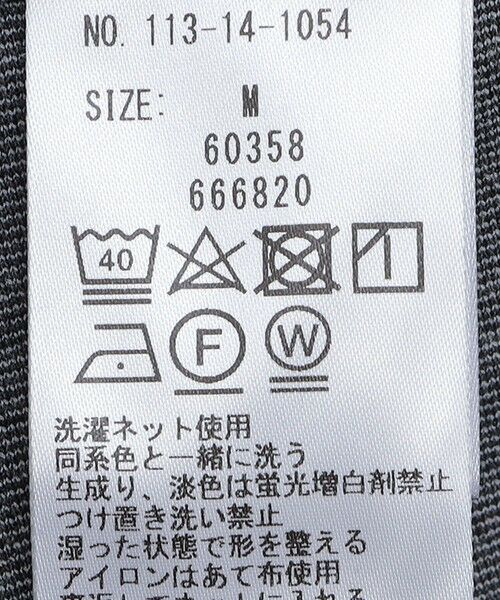 NO. 113-14-1054
SIZE: M
60358
666820
40
F W
洗濯ネット使用
同系色と一緒に洗う
生成り、淡色は蛍光増白剤禁止
つけ置き洗い禁止
湿った状態で形を整える
アイロンはあて布使用